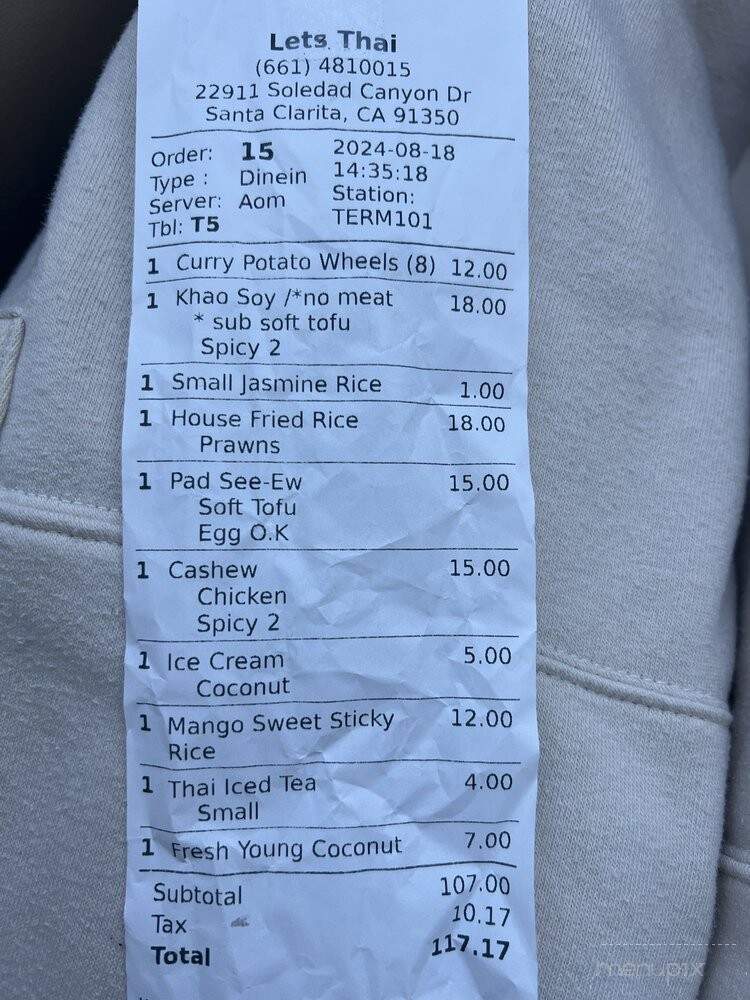 Lets Thai
(661) 4810015
22911 Soledad Canyon Dr
Santa Clarita, CA 91350
Order: 15 2024-08-18
Type : Dinein 14:35:18
Server: Aom Station:
Tbl: T5 TERM101
1 Curry Potato Wheels (8) 12.00
1 Khao Soy /*no meat 18.00
* sub soft tofu
Spicy 2
1 Small Jasmine Rice 1.00
1 House Fried Rice 18.00
Prawns
1 Pad See-Ew 15.00
Soft Tofu
Egg O.K
1 Cashew 15.00
Chicken
Spicy 2
1 Ice Cream 5.00
Coconut
1 Mango Sweet Sticky 12.00
Rice
1 Thai Iced Tea 4.00
Small
1 Fresh Young Coconut 7.00
Subtotal 107.00
Tax 10.17
Total 117.17
menupix